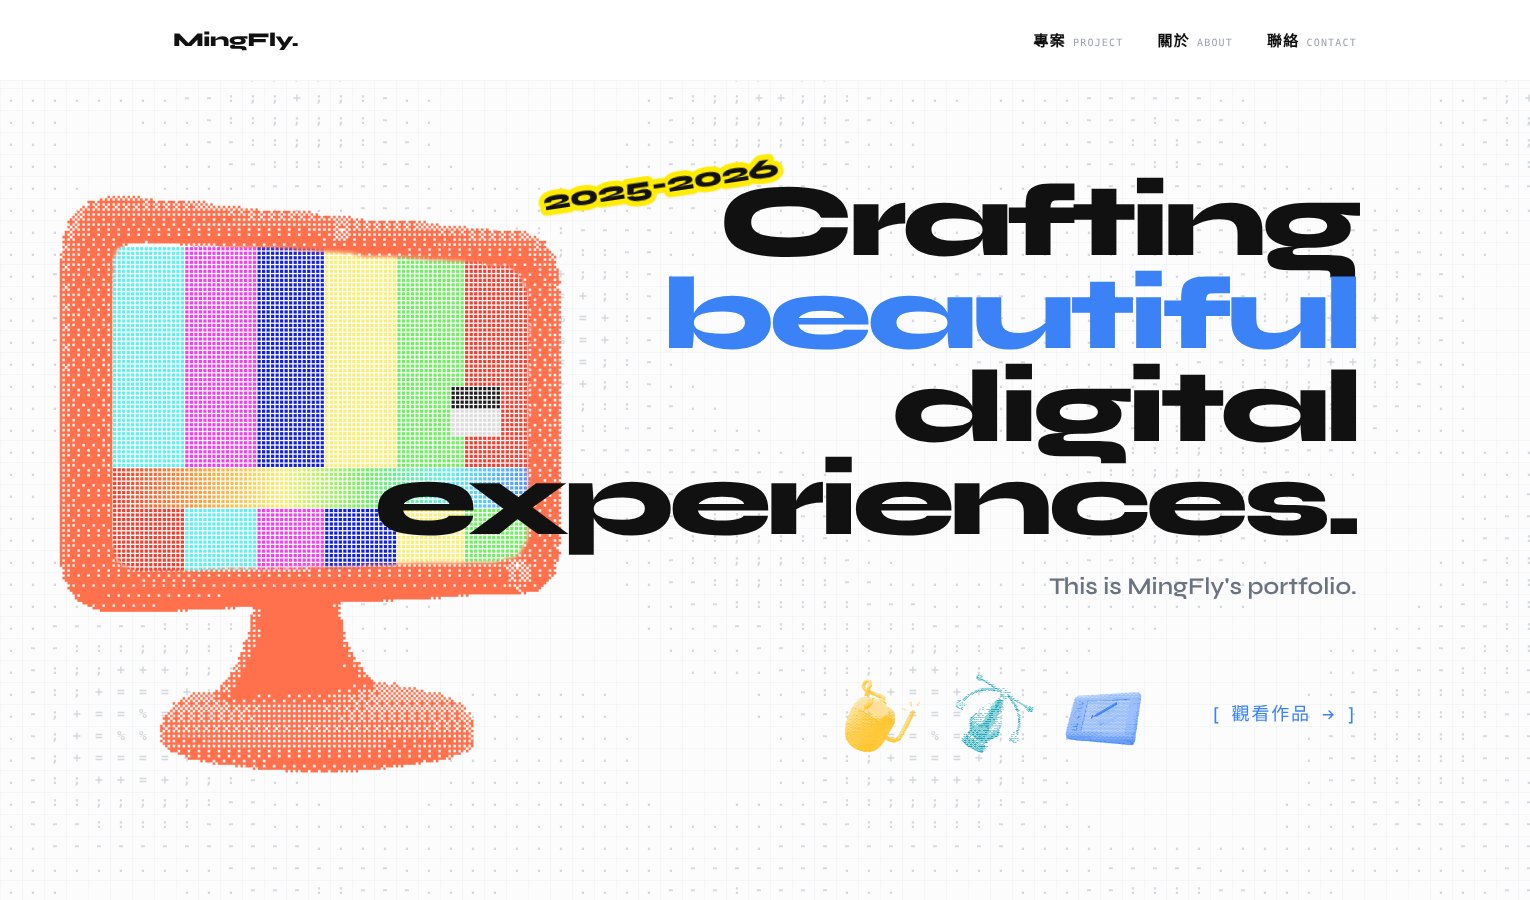 MingFly.
專案 PROJECT
關於 ABOUT
聯絡 CONTACT
2025-2026
Crafting
beautiful
digital
experiences.
This is MingFly's portfolio.
[ 觀看作品 → ]